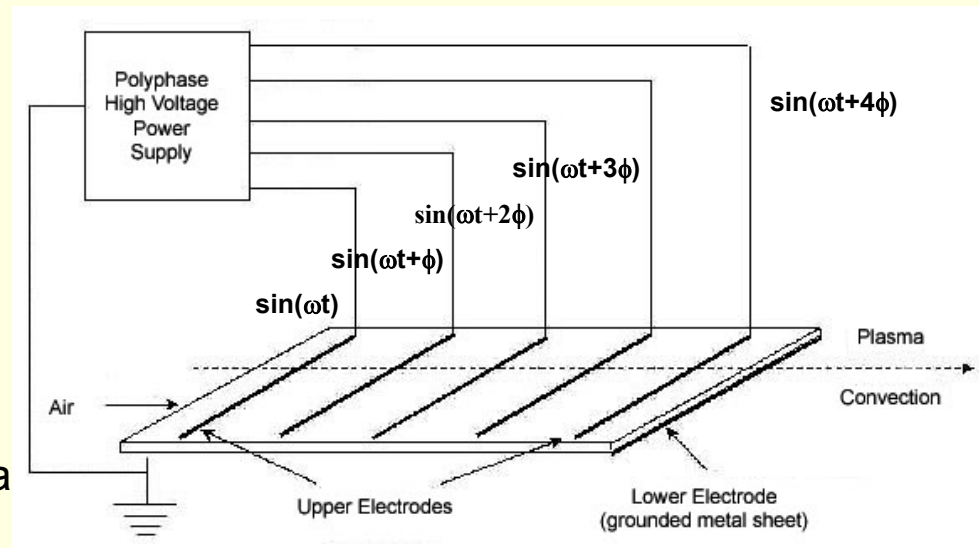 Polyphase
High Voltage
Power
Supply
sin(ωt+4ϕ)
sin(ωt+3ϕ)
sin(ωt+2ϕ)
sin(ωt+ϕ)
sin(ωt)
Plasma
Convection
Air
a
Upper Electrodes
Lower Electrode
(grounded metal sheet)